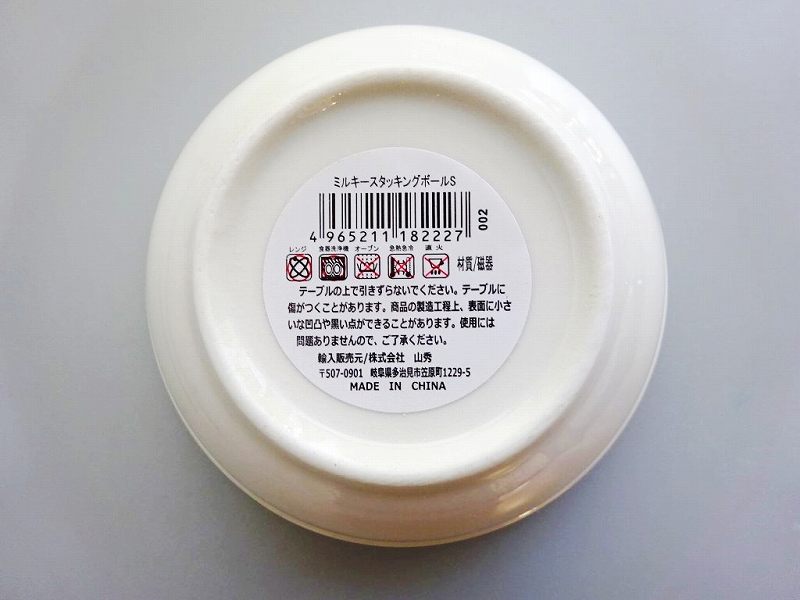 ミルキースタッキングボールS
002
4 965211 182227
レンジ 食器洗浄機 オーブン 急熱急冷 直火
材質/磁器
テーブルの上で引きずらないでください。テーブルに
傷がつくことがあります。商品の製造工程上、表面に小さ
いな凹凸や黒い点ができることがあります。使用には
問題ありませんので、ご了承ください。
輸入販売元/株式会社 山秀
〒507-0901 岐阜県多治見市笠原町1229-5
MADE IN CHINA